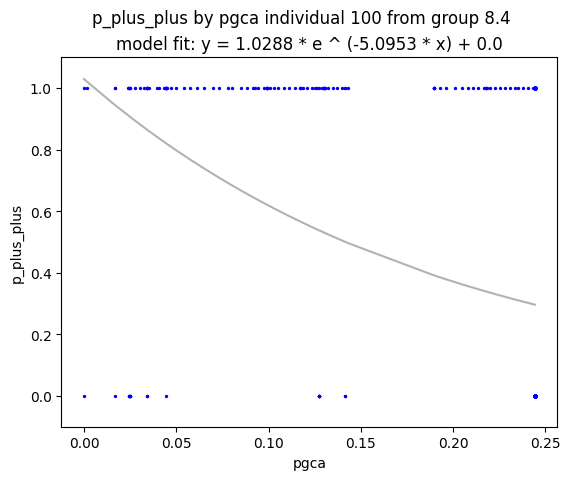 p_plus_plus by pgca individual 100 from group 8.4
model fit: y = 1.0288 * e ^ (-5.0953 * x) + 0.0
1.0
0.8
0.6
0.4
0.2
0.0
p_plus_plus
0.00 0.05 0.10 0.15 0.20 0.25
pgca